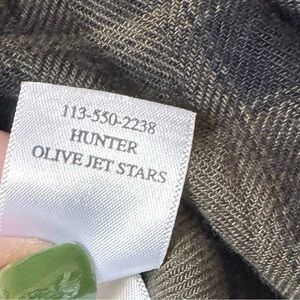 113-550-2238
HUNTER
OLIVE JET STARS